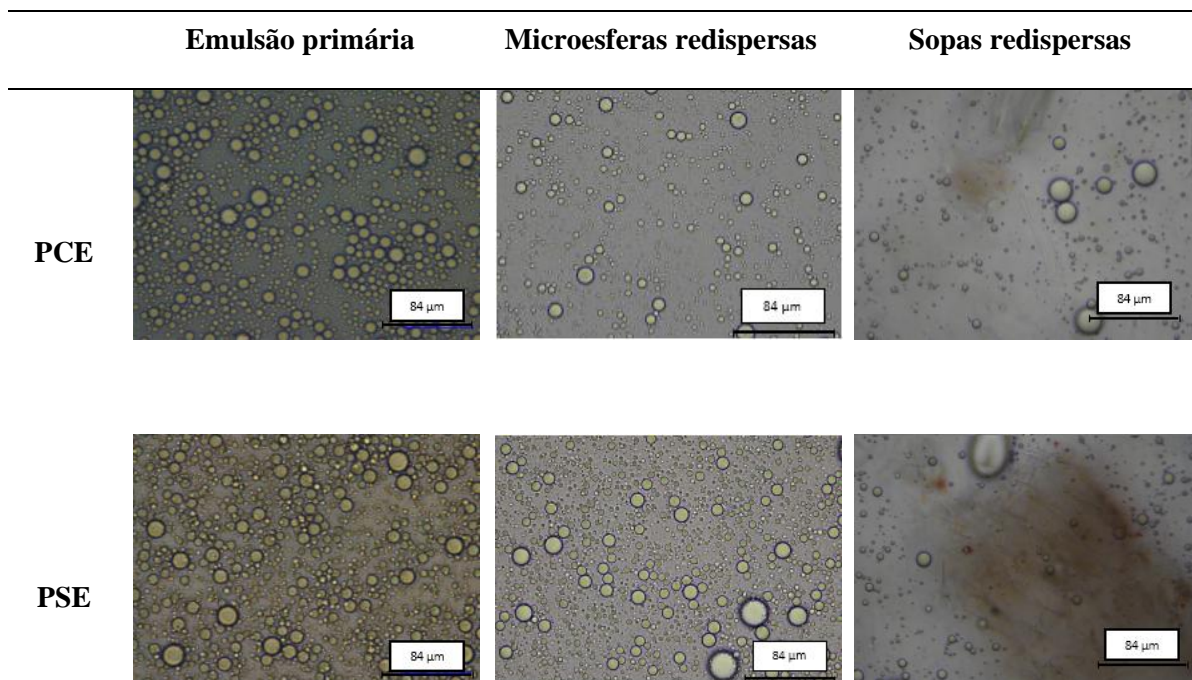 Emulsão primária Microesferas redispersas Sopas redispersas
PCE
84 µm 84 µm 84 µm
PSE
84 µm 84 µm 84 µm